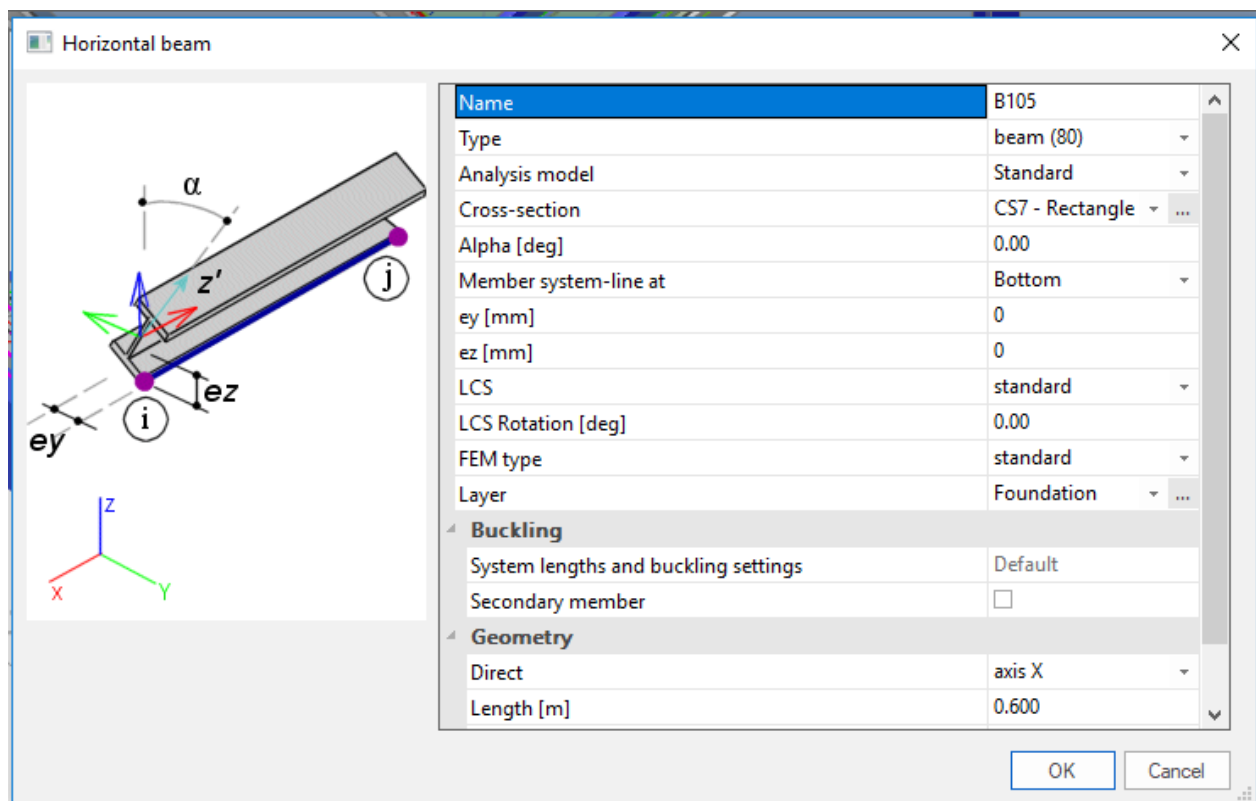 Horizontal beam
α
z'
j
ez
i
ey
Z
X
Y
Name B105
Type beam (80)
Analysis model Standard
Cross-section CS7 - Rectangle ...
Alpha [deg] 0.00
Member system-line at Bottom
ey [mm] 0
ez [mm] 0
LCS standard
LCS Rotation [deg] 0.00
FEM type standard
Layer Foundation ...
Buckling
System lengths and buckling settings Default
Secondary member
Geometry
Direct axis X
Length [m] 0.600
OK Cancel